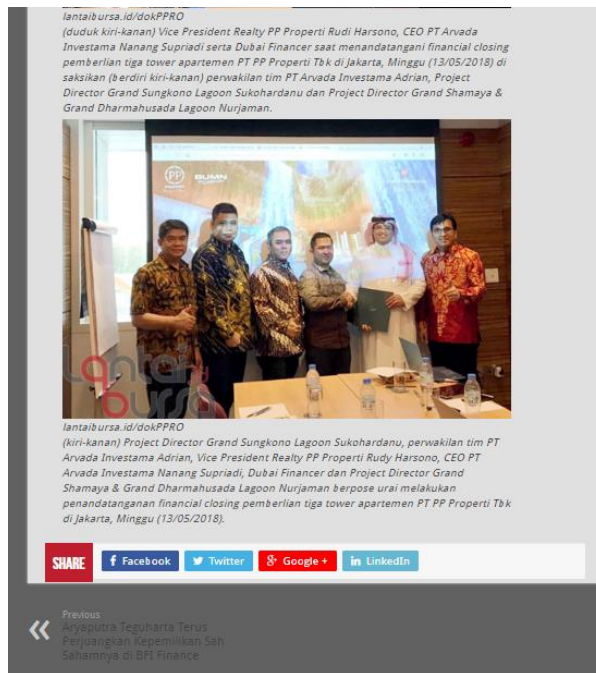 lantaibursa.id/dokPPRO
(duduk kiri-kanan) Vice President Realty PP Properti Rudi Harsono, CEO PT Arvada
Investama Nanang Supriadi serta Dubai Financer saat menandatangani financial closing
pemberlian tiga tower apartemen PT PP Properti Tbk di Jakarta, Minggu (13/05/2018) di
saksikan (berdiri kiri-kanan) perwakilan tim PT Arvada Investama Adrian, Project
Director Grand Sungkono Lagoon Sukohardanu dan Project Director Grand Shamaya &
Grand Dharmahusada Lagoon Nurjaman.
PP
BUMN
Lantai
bursa
lantaibursa.id/dokPPRO
(kiri-kanan) Project Director Grand Sungkono Lagoon Sukohardanu, perwakilan tim PT
Arvada Investama Adrian, Vice President Realty PP Properti Rudy Harsono, CEO PT
Arvada Investama Nanang Supriadi, Dubai Financer dan Project Director Grand
Shamaya & Grand Dharmahusada Lagoon Nurjaman berpose urai melakukan
penandatanganan financial closing pemberlian tiga tower apartemen PT PP Properti Tbk
di Jakarta, Minggu (13/05/2018).
SHARE
Facebook
Twitter
Google +
LinkedIn
Previous
Aryaputra Teguharta Terus
Perjuangkan Kepemilikan Sah
Sahamnya di BFI Finance